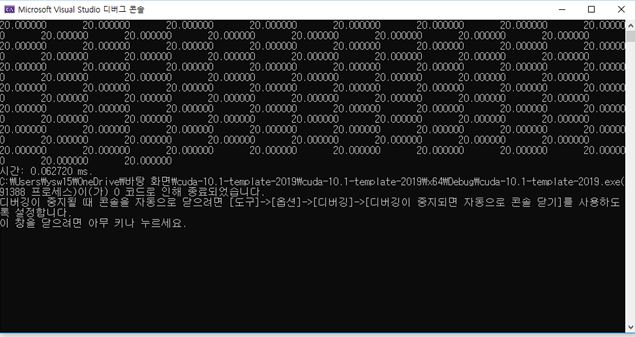 Microsoft Visual Studio 디버그 콘솔
20.000000 20.000000 20.000000 20.000000 20.000000 20.000000 20.000000 20.00000
0 20.000000 20.000000 20.000000 20.000000 20.000000 20.000000 20.000000
20.000000 20.000000 20.000000 20.000000 20.000000 20.000000 20.000000 20.00000
0 20.000000 20.000000 20.000000 20.000000 20.000000 20.000000 20.000000
20.000000 20.000000 20.000000 20.000000 20.000000 20.000000 20.000000 20.00000
0 20.000000 20.000000 20.000000 20.000000 20.000000 20.000000 20.000000
20.000000 20.000000 20.000000 20.000000 20.000000 20.000000 20.000000 20.00000
0 20.000000 20.000000 20.000000 20.000000 20.000000 20.000000 20.000000
20.000000 20.000000 20.000000 20.000000 20.000000 20.000000 20.000000 20.00000
0 20.000000 20.000000 20.000000 20.000000 20.000000 20.000000 20.000000
20.000000 20.000000 20.000000 20.000000 20.000000 20.000000 20.000000 20.00000
0 20.000000 20.000000 20.000000 20.000000 20.000000 20.000000 20.000000
20.000000 20.000000 20.000000 20.000000 20.000000 20.000000 20.000000 20.00000
0 20.000000 20.000000
시간: 0.062720 ms.
C:₩Users₩ysw15₩OneDrive₩바탕 화면₩cuda-10.1-template-2019₩cuda-10.1-template-2019₩x64₩Debug₩cuda-10.1-template-2019.exe(
91388 프로세스)이(가) 0 코드로 인해 종료되었습니다.
디버깅이 중지될 때 콘솔을 자동으로 닫으려면 [도구]->[옵션]->[디버깅]->[디버깅이 중지되면 자동으로 콘솔 닫기]를 사용하도
록 설정합니다.
이 창을 닫으려면 아무 키나 누르세요.